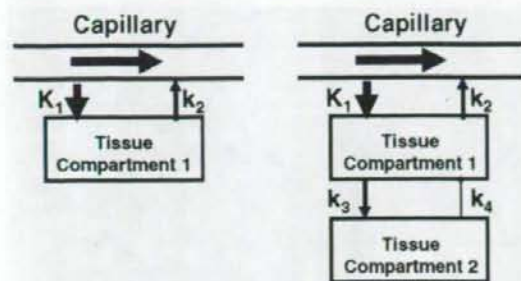 Capillary
K1
k2
Tissue
Compartment 1
Capillary
K1
k2
Tissue
Compartment 1
k3
k4
Tissue
Compartment 2